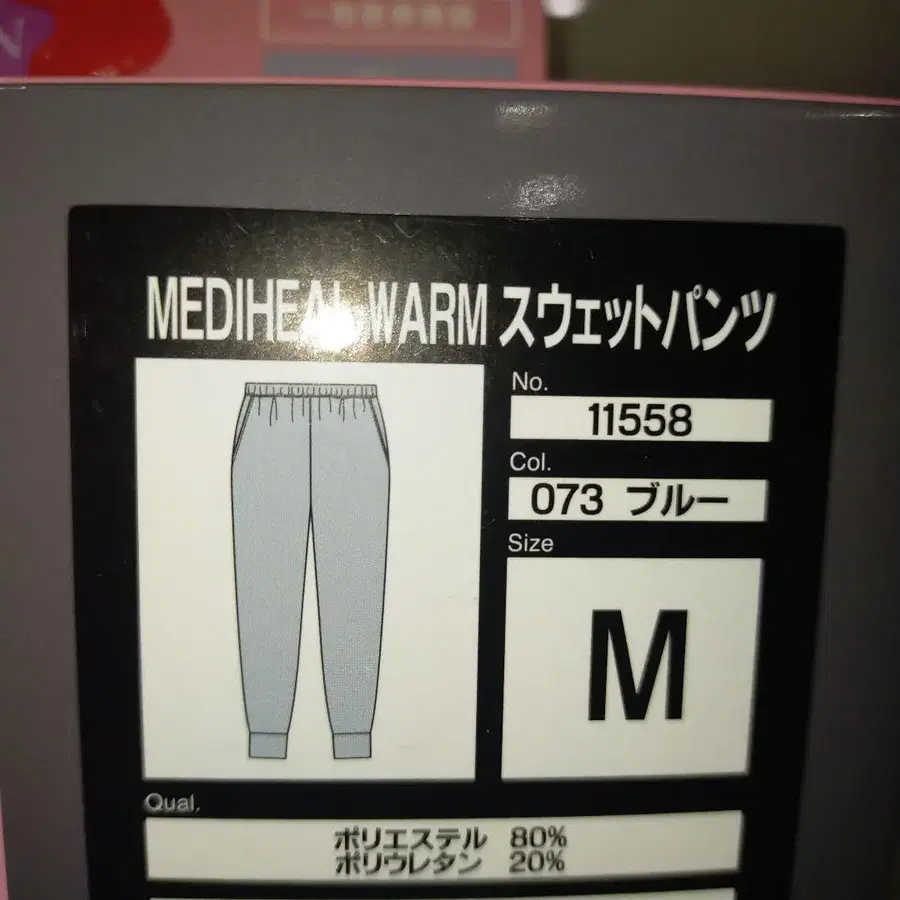 MEDIHEAL WARM スウェットパンツ
No.
11558
Col.
073 ブルー
Size
M
Qual.
ポリエステル 80%
ポリウレタン 20%